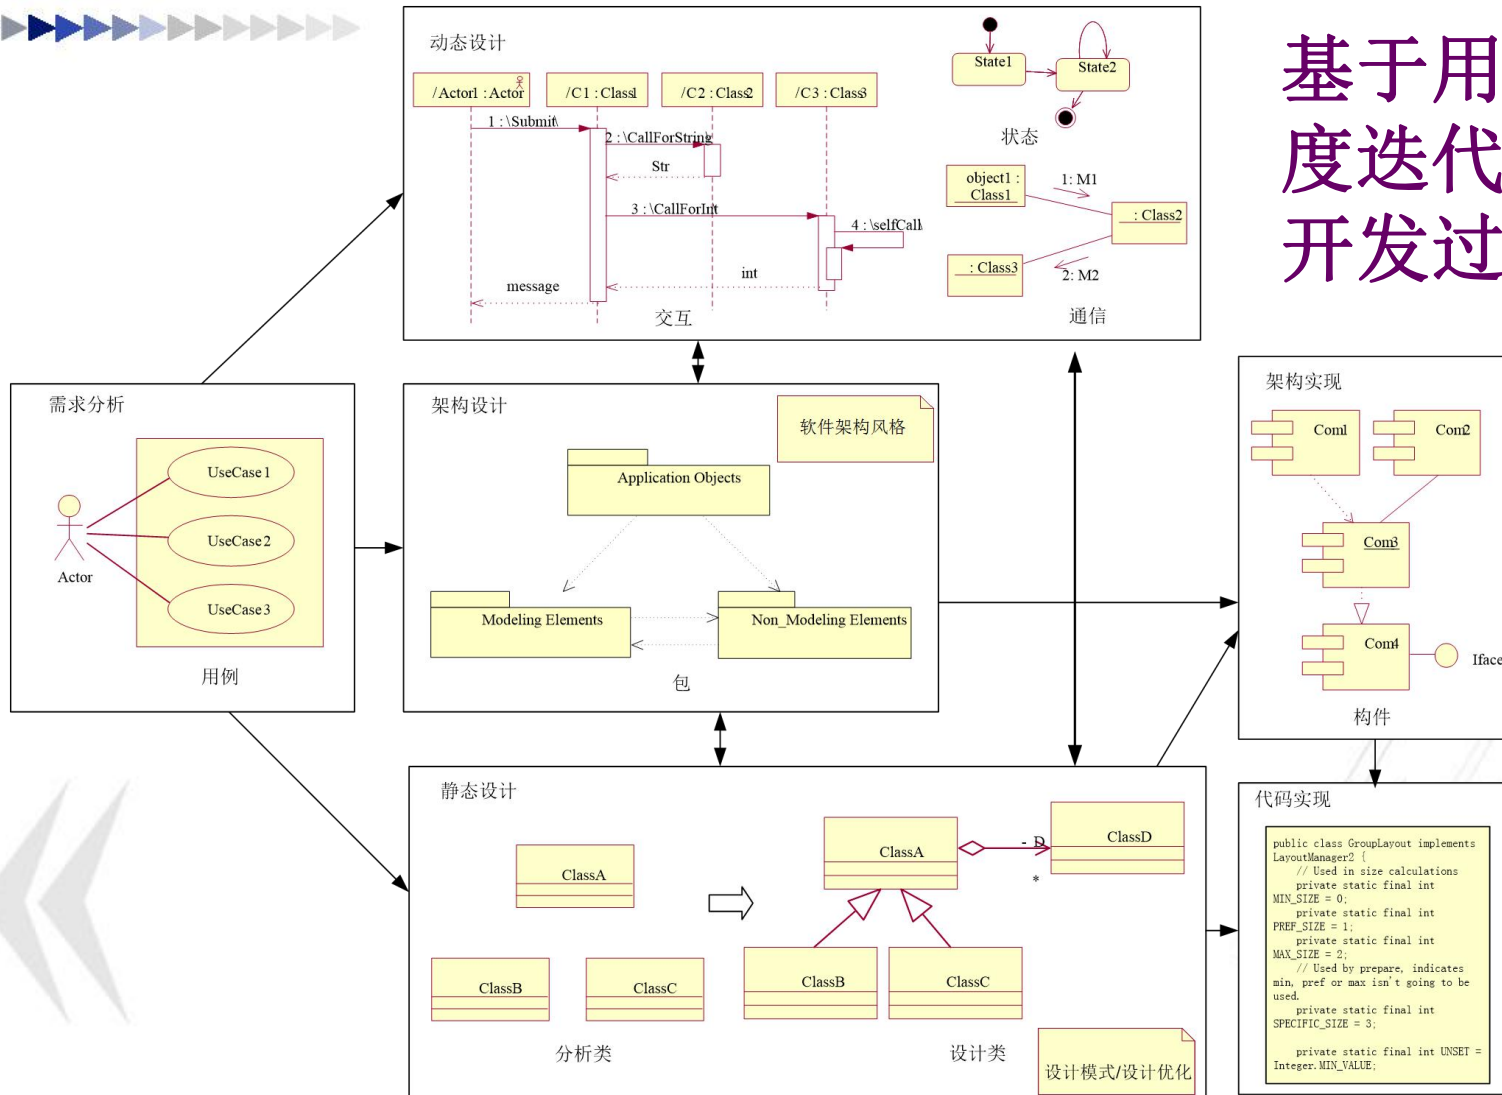 基于用
度迭代
开发过
动态设计
/Actor1 : Actor
/C1 : Class1
/C2 : Class2
/C3 : Class3
1 : \Submit\
2 : \CallForString\
Str
3 : \CallForInt\
4 : \selfCall\
int
message
交互
State1
State2
状态
object1 :
Class1
1: M1
: Class2
: Class3
2: M2
通信
需求分析
UseCase1
UseCase2
UseCase3
Actor
用例
架构设计
软件架构风格
Application Objects
Modeling Elements
Non_Modeling Elements
包
架构实现
Com1
Com2
Com3
Com4
Iface
构件
静态设计
ClassA
ClassB
ClassC
分析类
ClassA
- D
*
ClassD
ClassB
ClassC
设计类
设计模式/设计优化
代码实现
public class GroupLayout implements
LayoutManager2 {
// Used in size calculations
private static final int
MIN_SIZE = 0;
private static final int
PREF_SIZE = 1;
private static final int
MAX_SIZE = 2;
// Used by prepare, indicates
min, pref or max isn't going to be
used.
private static final int
SPECIFIC_SIZE = 3;
private static final int UNSET =
Integer.MIN_VALUE;